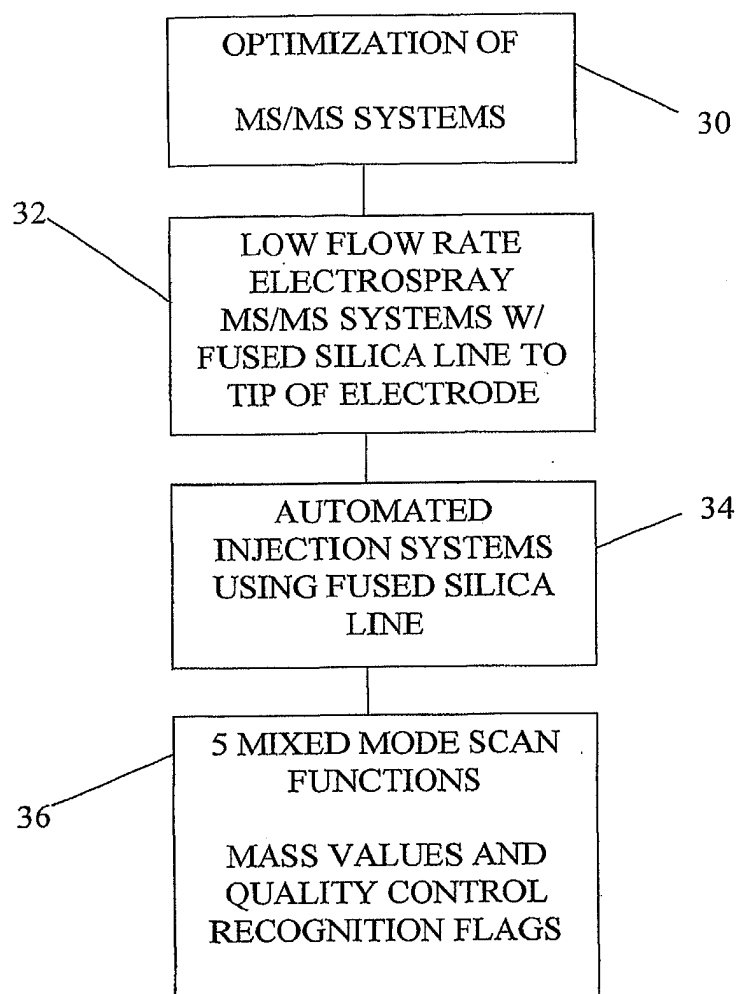 OPTIMIZATION OF
MS/MS SYSTEMS
30
32
LOW FLOW RATE
ELECTROSPRAY
MS/MS SYSTEMS W/
FUSED SILICA LINE TO
TIP OF ELECTRODE
34
AUTOMATED
INJECTION SYSTEMS
USING FUSED SILICA
LINE
36
5 MIXED MODE SCAN
FUNCTIONS
MASS VALUES AND
QUALITY CONTROL
RECOGNITION FLAGS